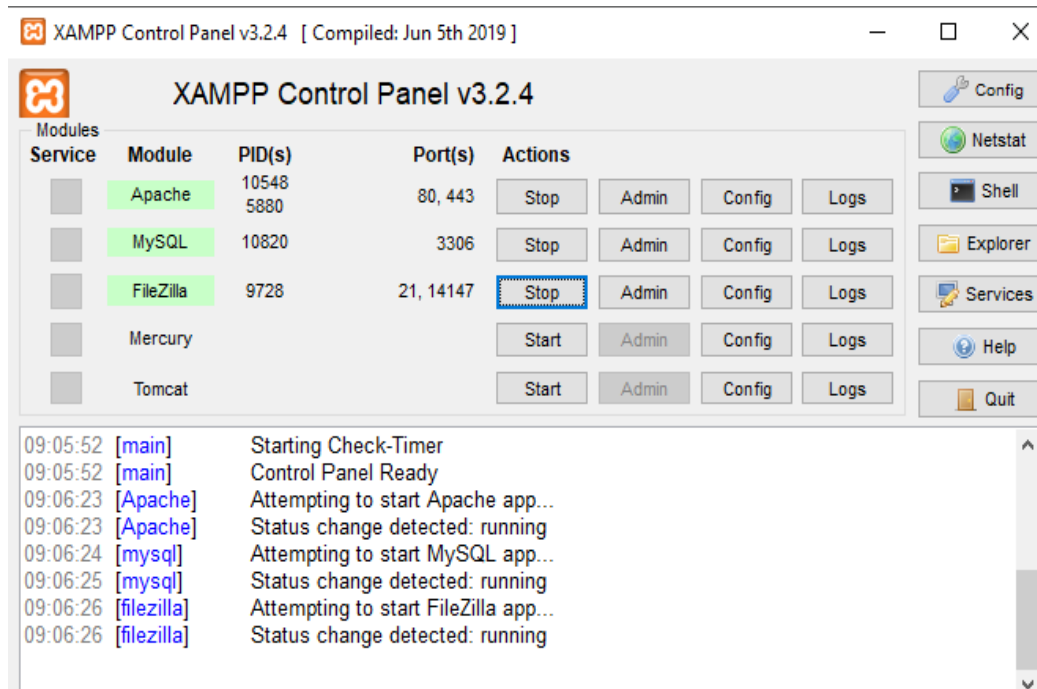 XAMPP Control Panel v3.2.4 [ Compiled: Jun 5th 2019 ]
XAMPP Control Panel v3.2.4
Config
Modules
Service Module PID(s) Port(s) Actions
Netstat
Apache 10548 5880 80, 443 Stop Admin Config Logs
Shell
MySQL 10820 3306 Stop Admin Config Logs
Explorer
FileZilla 9728 21, 14147 Stop Admin Config Logs
Services
Mercury Start Admin Config Logs
Help
Tomcat Start Admin Config Logs
Quit
09:05:52 [main] Starting Check-Timer
09:05:52 [main] Control Panel Ready
09:06:23 [Apache] Attempting to start Apache app...
09:06:23 [Apache] Status change detected: running
09:06:24 [mysql] Attempting to start MySQL app...
09:06:25 [mysql] Status change detected: running
09:06:26 [filezilla] Attempting to start FileZilla app...
09:06:26 [filezilla] Status change detected: running